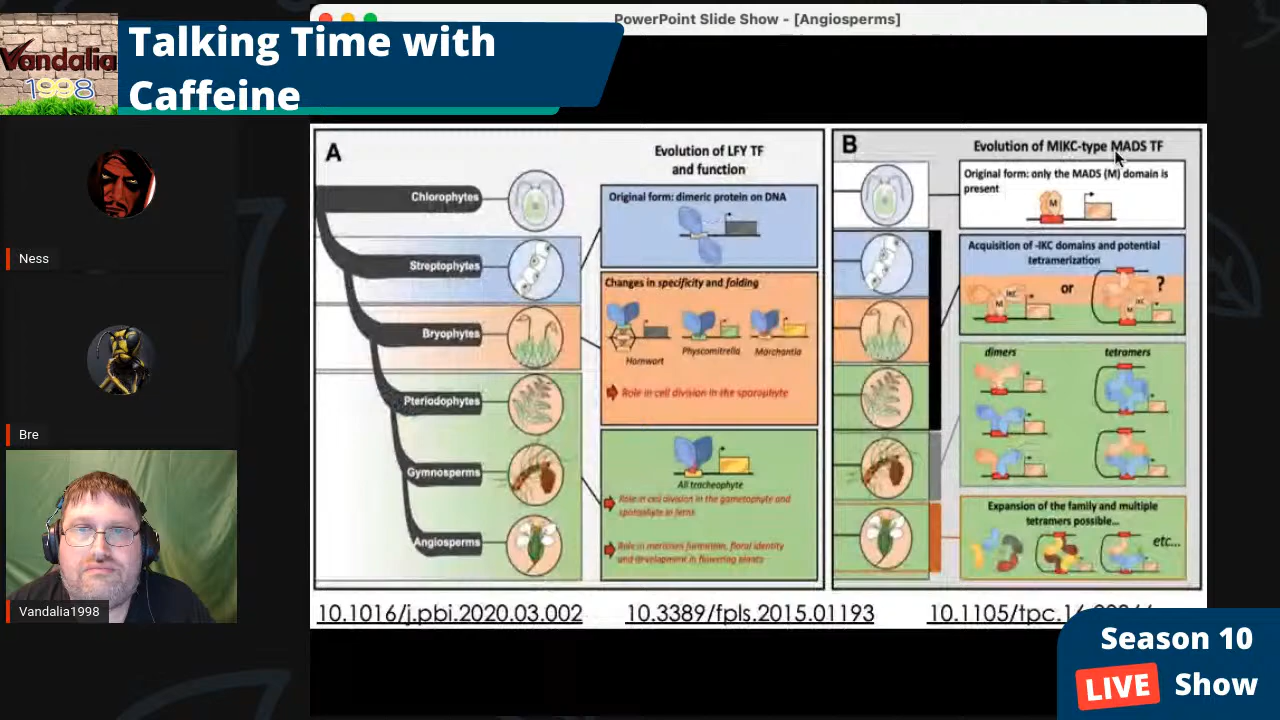 PowerPoint Slide Show - [Angiosperms]
Vandalia
1998
Talking Time with
Caffeine
Ness
Bre
Vandalia1998
A
Evolution of LFY TF
and function
Chlorophytes
Streptophytes
Bryophytes
Pteriodophytes
Gymnosperms
Angiosperms
Original form: dimeric protein on DNA
Changes in specificity and folding
Hornwort
Physcomitrella
Marchantia
Role in cell division in the sporophyte
All tracheophyte
Role in cell division in the gametophyte and
sporophyte in ferns
Role in meristem formation, floral identity
and development in flowering plants
B
Evolution of MIKC-type MADS TF
Original form: only the MADS (M) domain is
present
M
Acquisition of -IKC domains and potential
tetramerization
IKC
M
or
IKC
M
?
dimers
tetramers
Expansion of the family and multiple
tetramers possible...
etc...
10.1016/j.pbi.2020.03.002
10.3389/fpls.2015.01193
10.1105/tpc.1
Season 10
LIVE Show